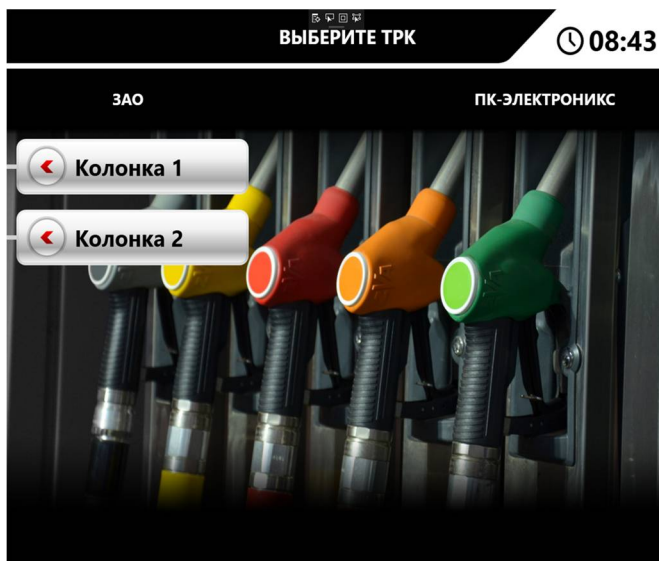 ВЫБЕРИТЕ ТРК
08:43
ЗАО
ПК-ЭЛЕКТРОНИКС
Колонка 1
Колонка 2